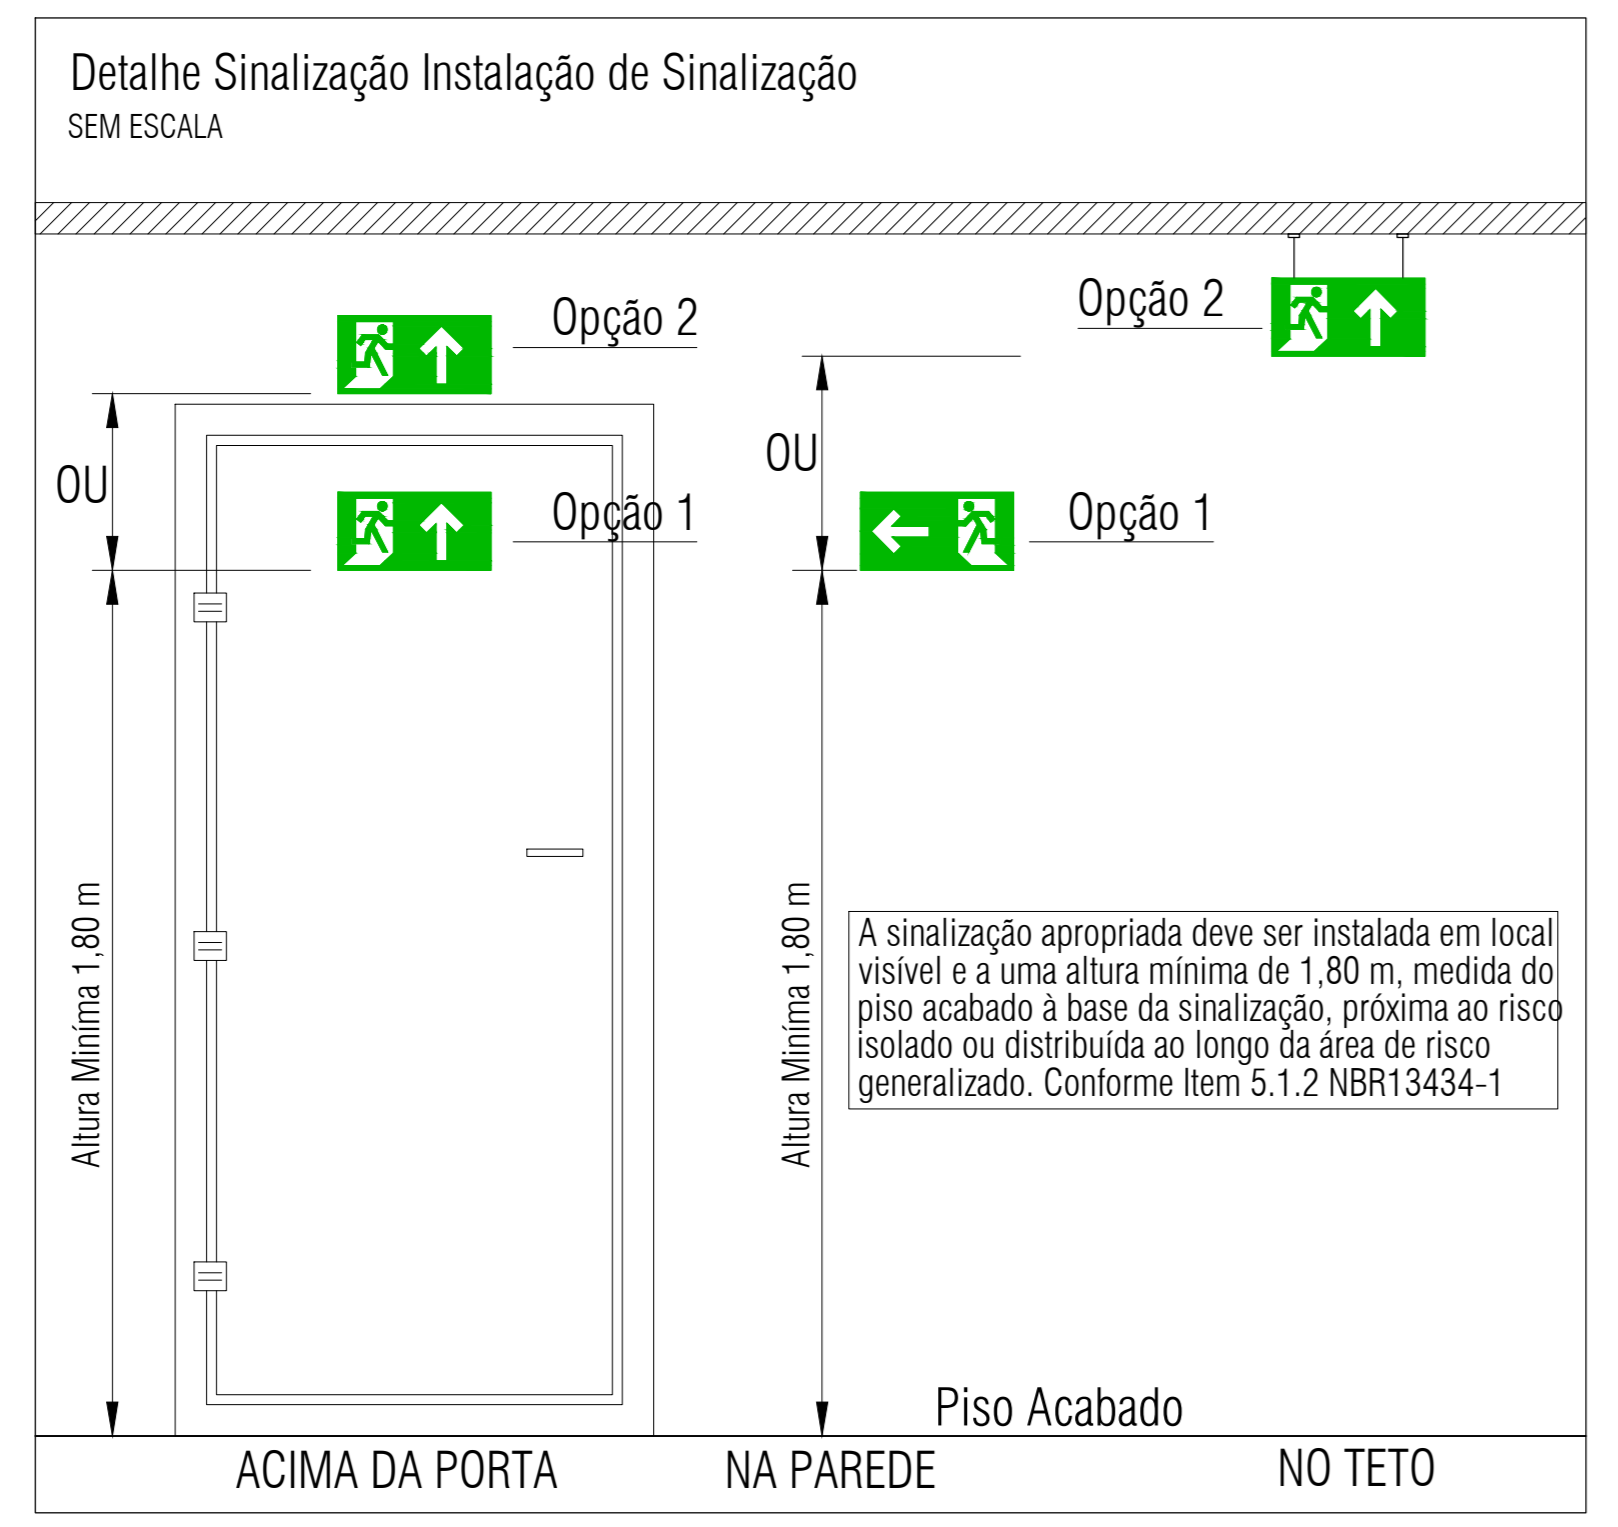 Detalhe Sinalização Instalação de Sinalização
SEM ESCALA
Opção 2
Opção 2
OU
OU
Opção 1
Opção 1
Altura Miníma 1,80 m
Altura Miníma 1,80 m
A sinalização apropriada deve ser instalada em local
visível e a uma altura mínima de 1,80 m, medida do
piso acabado à base da sinalização, próxima ao risco
isolado ou distribuída ao longo da área de risco
generalizado. Conforme Item 5.1.2 NBR13434-1
Piso Acabado
ACIMA DA PORTA
NA PAREDE
NO TETO